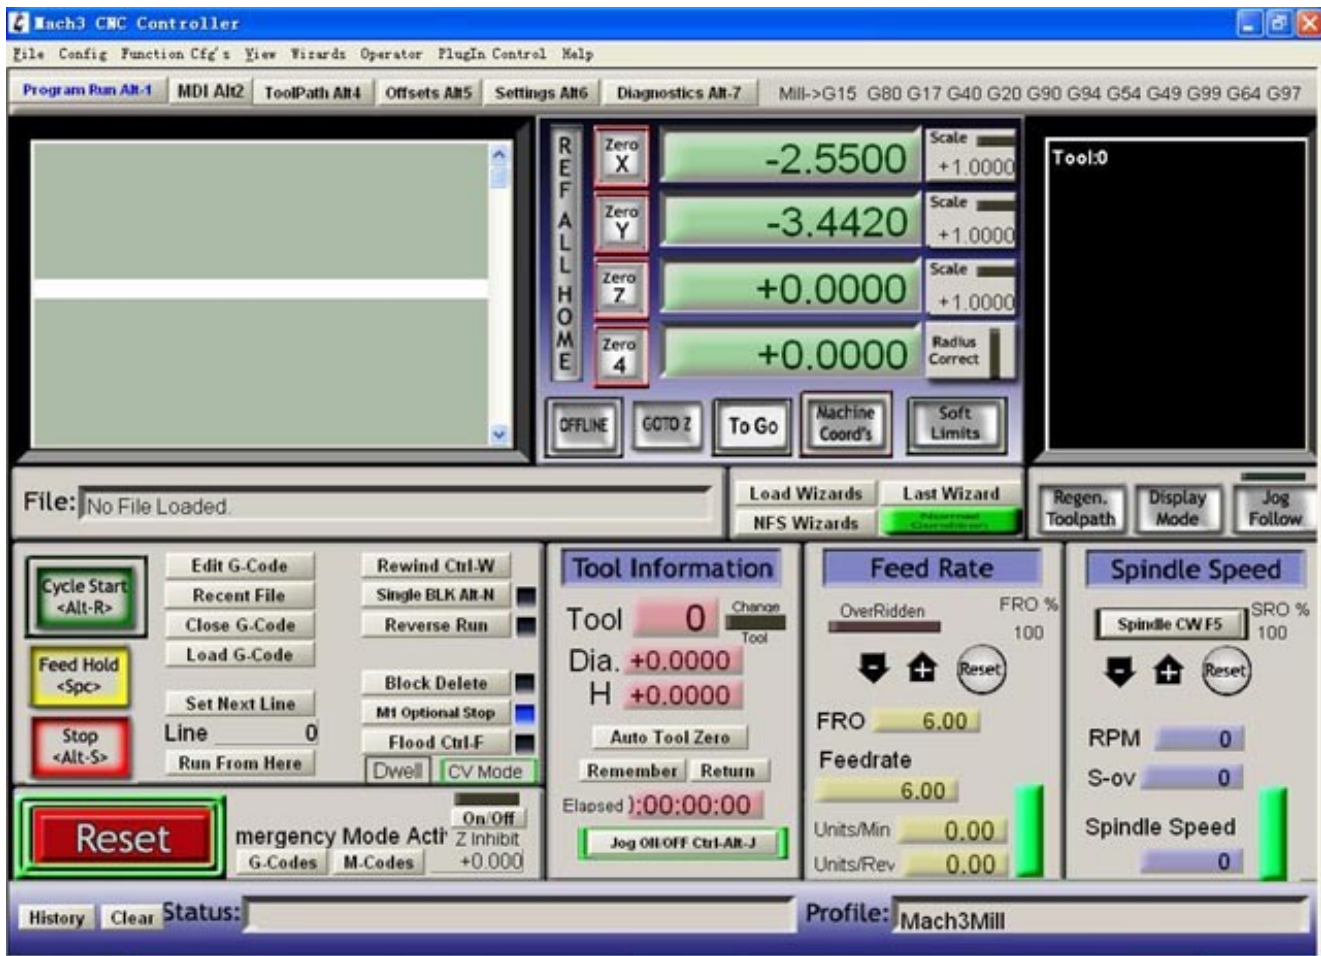 Mach3 CNC Controller
File Config Function Cfg's View Wizards Operator PlugIn Control Help
Program Run Alt-1 MDI Alt2 ToolPath Alt4 Offsets Alt5 Settings Alt6 Diagnostics Alt-7 Mill->G15 G80 G17 G40 G20 G90 G94 G54 G49 G99 G64 G97
REF ALL HOME
Zero X -2.5500 Scale +1.0000
Zero Y -3.4420 Scale +1.0000
Zero Z +0.0000 Scale +1.0000
Zero 4 +0.0000 Radius Correct
OFFLINE GOTO Z To Go Machine Coord's Soft Limits
Tool:0
File: No File Loaded.
Load Wizards Last Wizard
NFS Wizards Normal Condition
Regen. Toolpath Display Mode Jog Follow
Cycle Start <Alt-R>
Feed Hold <Spc>
Stop <Alt-S>
Edit G-Code
Recent File
Close G-Code
Load G-Code
Set Next Line
Line 0
Run From Here
Rewind Ctrl-W
Single BLK Alt-N
Reverse Run
Block Delete
M1 Optional Stop
Flood Ctrl-F
Dwell CV Mode
Reset
mergency Mode Acti
G-Codes M-Codes
On/Off
Z Inhibit
+0.000
Tool Information
Tool 0 Change Tool
Dia. +0.0000
H +0.0000
Auto Tool Zero
Remember Return
Elapsed ):00:00:00
Jog ON/OFF Ctrl-Alt-J
Feed Rate
OverRidden FRO %
100
Reset
FRO 6.00
Feedrate
6.00
Units/Min 0.00
Units/Rev 0.00
Spindle Speed
Spindle CW F5 SRO %
100
Reset
RPM 0
S-ov 0
Spindle Speed
0
History Clear Status: Profile: Mach3Mill